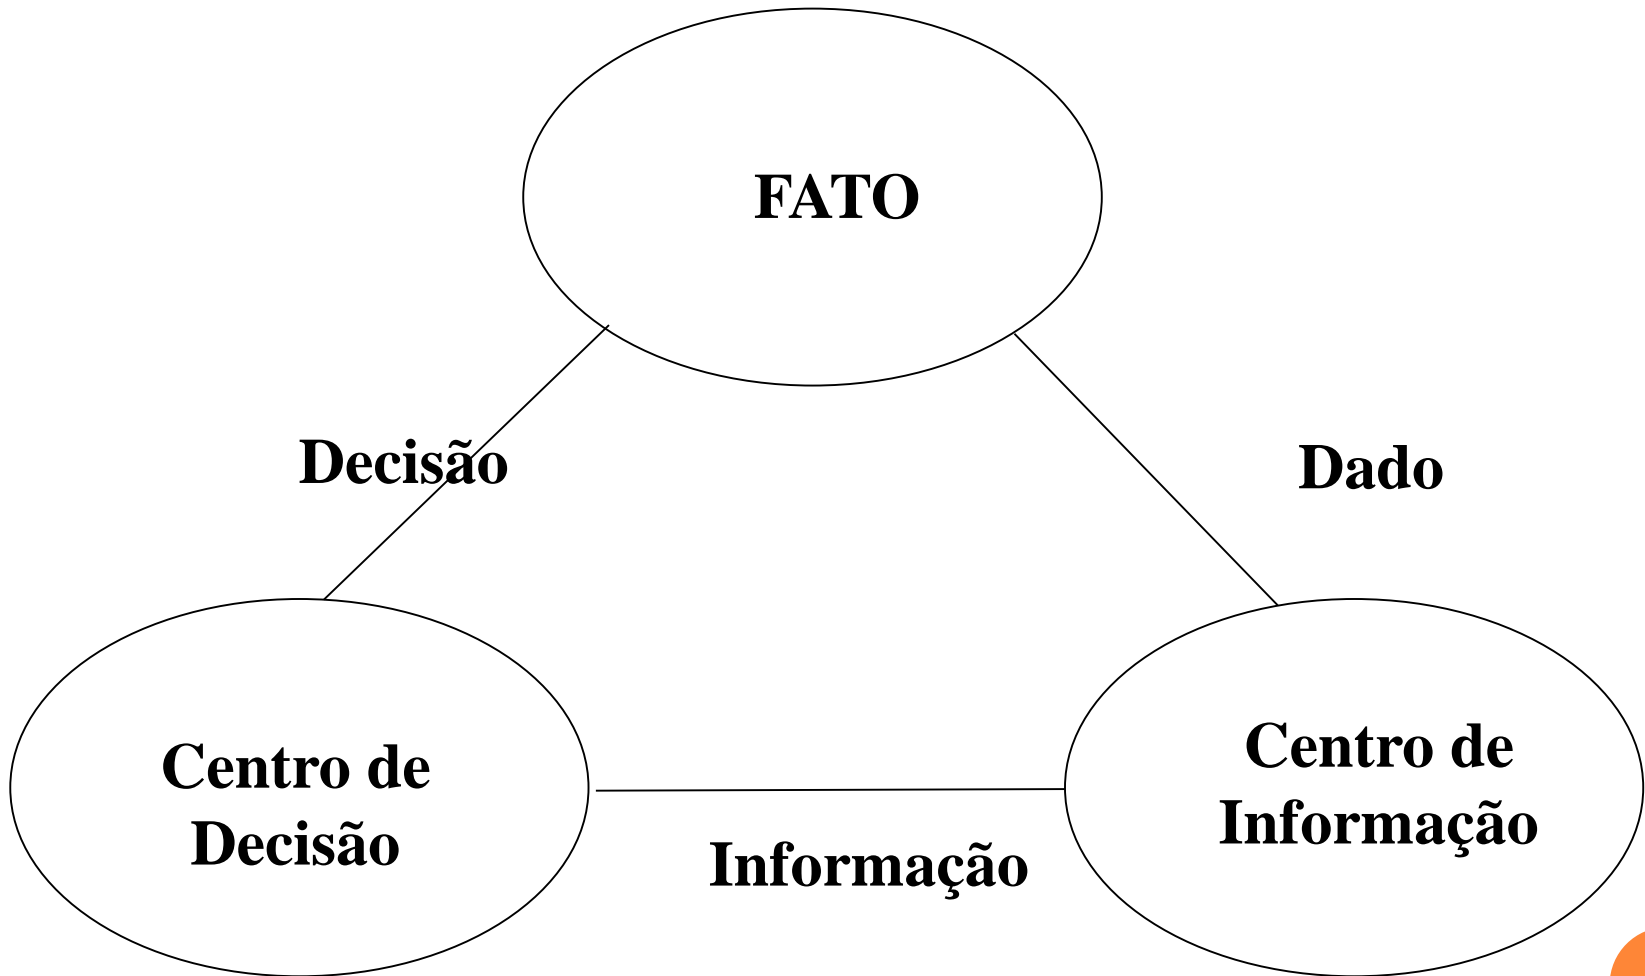 FATO
Decisão
Dado
Centro de
Decisão
Informação
Centro de
Informação